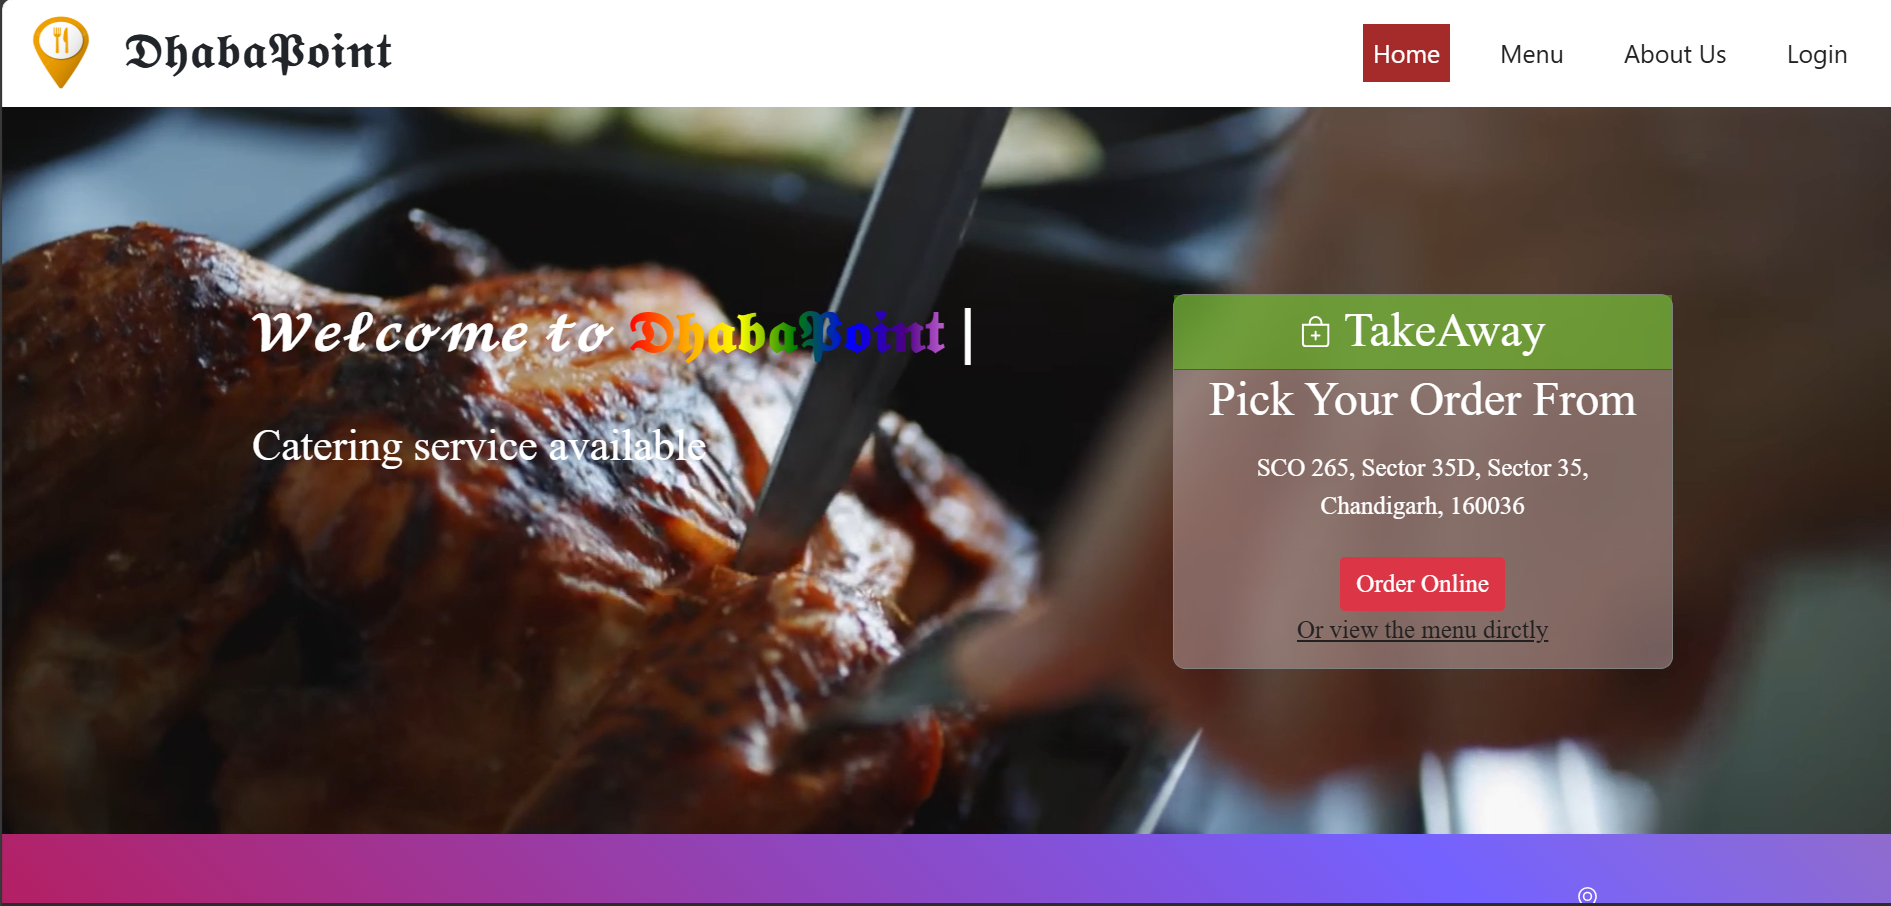 DhabaPoint
Home Menu About Us Login
Welcome to DhabaPoint |
Catering service available
TakeAway
Pick Your Order From
SCO 265, Sector 35D, Sector 35,
Chandigarh, 160036
Order Online
Or view the menu dirctly